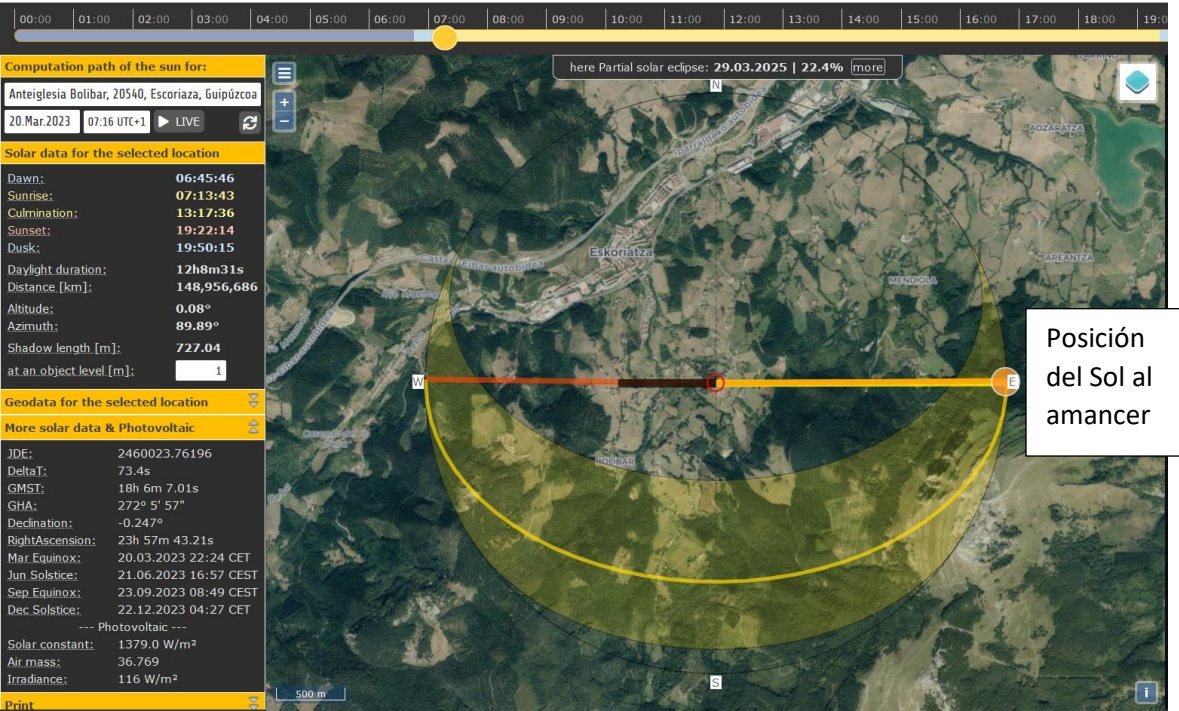 00:00 01:00 02:00 03:00 04:00 05:00 06:00 07:00 08:00 09:00 10:00 11:00 12:00 13:00 14:00 15:00 16:00 17:00 18:00 19:0
Computation path of the sun for:
Anteiglesia Bolibar, 20540, Escoriaza, Guipúzcoa
20.Mar.2023 07:16 UTC+1 LIVE
Solar data for the selected location
Dawn: 06:45:46
Sunrise: 07:13:43
Culmination: 13:17:36
Sunset: 19:22:14
Dusk: 19:50:15
Daylight duration: 12h8m31s
Distance [km]: 148,956,686
Altitude: 0.08°
Azimuth: 89.89°
Shadow length [m]: 727.04
at an object level [m]: 1
Geodata for the selected location
More solar data & Photovoltaic
JDE: 2460023.76196
DeltaT: 73.4s
GMST: 18h 6m 7.01s
GHA: 272° 5' 57"
Declination: -0.247°
RightAscension: 23h 57m 43.21s
Mar Equinox: 20.03.2023 22:24 CET
Jun Solstice: 21.06.2023 16:57 CEST
Sep Equinox: 23.09.2023 08:49 CEST
Dec Solstice: 22.12.2023 04:27 CET
--- Photovoltaic ---
Solar constant: 1379.0 W/m²
Air mass: 36.769
Irradiance: 116 W/m²
Print
here Partial solar eclipse: 29.03.2025 | 22.4% more
+
−
N
AOZARATZA
Eskoriatza
AREANTZA
MENDIOLA
W
E
BOLIBAR
S
500 m
i
Posición
del Sol al
amancer